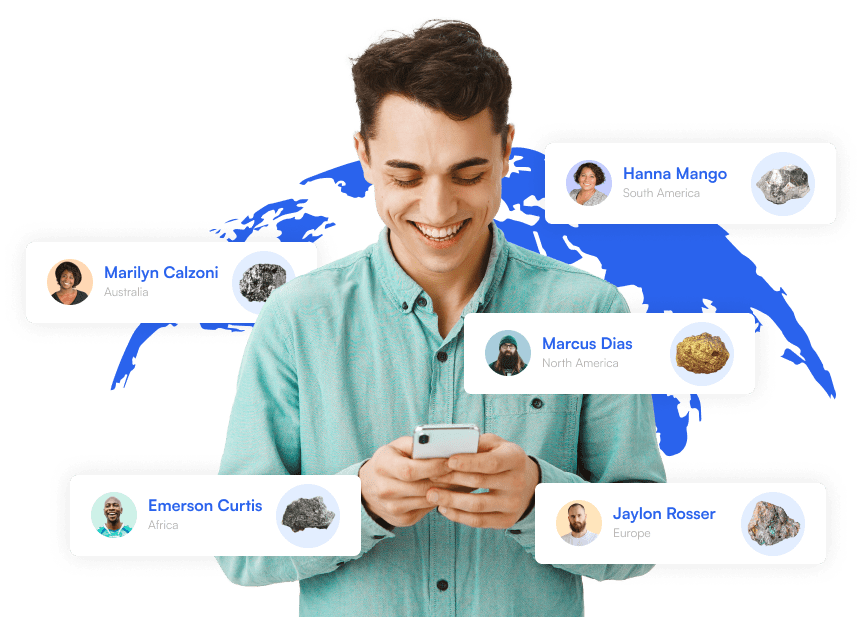 Hanna Mango
South America
Marilyn Calzoni
Australia
Marcus Dias
North America
Emerson Curtis
Africa
Jaylon Rosser
Europe